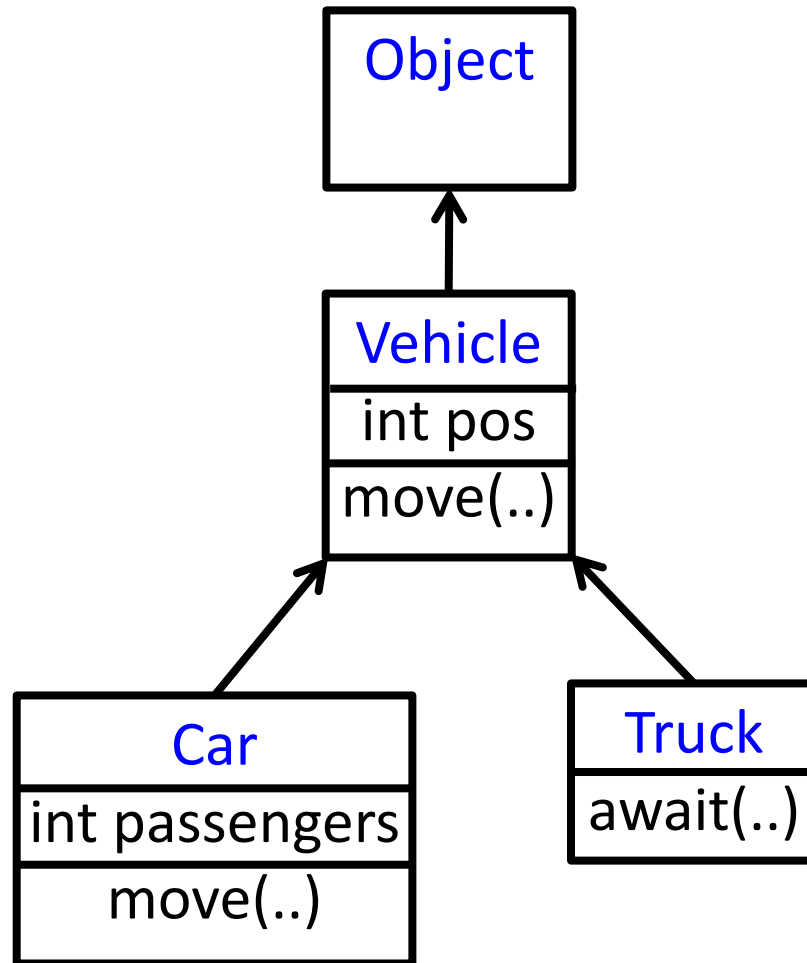 Object
Vehicle
int pos
move(..)
Car
int passengers
move(..)
Truck
await(..)